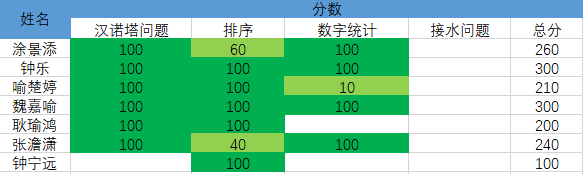 姓名 分数
汉诺塔问题 排序 数字统计 接水问题 总分
涂景添 100 60 100 260
钟乐 100 100 100 300
喻楚婷 100 100 10 210
魏嘉喻 100 100 100 300
耿瑜鸿 100 100 200
张澹潇 100 40 100 240
钟宁远 100 100